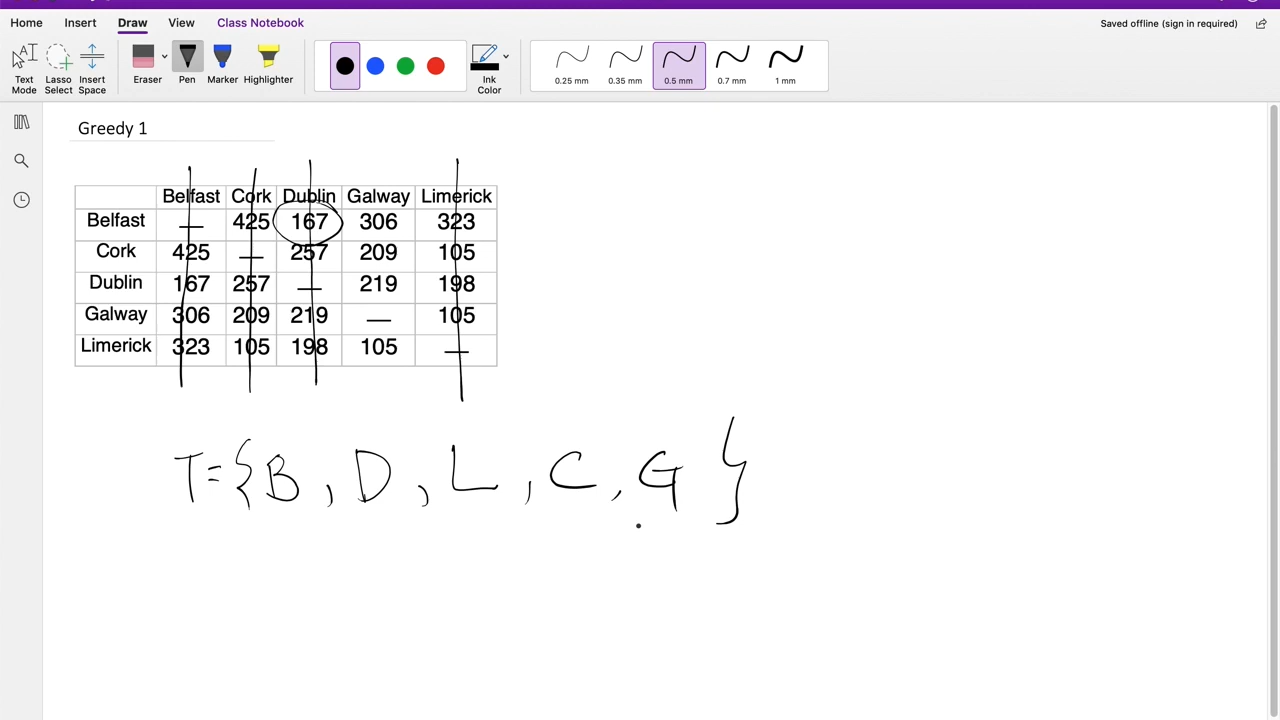 Home Insert Draw View Class Notebook Saved offline (sign in required)
Text Mode Lasso Select Insert Space Eraser Pen Marker Highlighter Ink Color 0.25 mm 0.35 mm 0.5 mm 0.7 mm 1 mm
Greedy 1
Belfast Cork Dublin Galway Limerick
Belfast — 425 167 306 323
Cork 425 — 257 209 105
Dublin 167 257 — 219 198
Galway 306 209 219 — 105
Limerick 323 105 198 105 —
T={B, D, L, C, G}